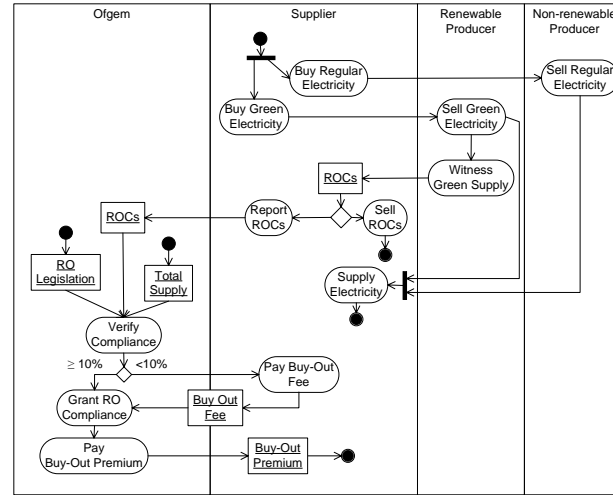 Ofgem
Supplier
Renewable
Producer
Non-renewable
Producer
Buy Regular
Electricity
Sell Regular
Electricity
Buy Green
Electricity
Sell Green
Electricity
ROCs
Witness
Green Supply
ROCs
Report
ROCs
Sell
ROCs
RO
Legislation
Total
Supply
Supply
Electricity
Verify
Compliance
≥ 10%
<10%
Pay Buy-Out
Fee
Grant RO
Compliance
Buy Out
Fee
Pay
Buy-Out Premium
Buy-Out
Premium